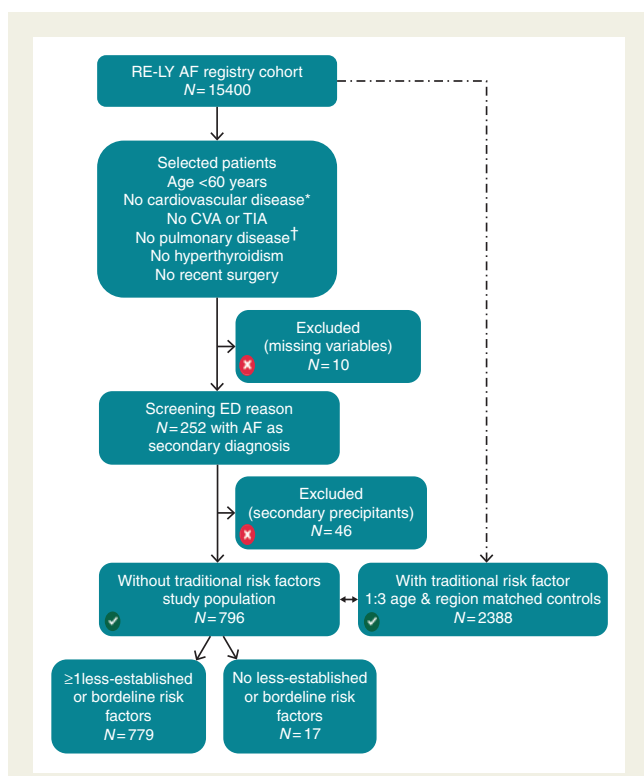 RE-LY AF registry cohort
N=15400
Selected patients
Age <60 years
No cardiovascular disease*
No CVA or TIA
No pulmonary disease†
No hyperthyroidism
No recent surgery
Excluded
(missing variables)
N=10
Screening ED reason
N=252 with AF as
secondary diagnosis
Excluded
(secondary precipitants)
N=46
Without traditional risk factors
study population
N=796
With traditional risk factor
1:3 age & region matched controls
N=2388
≥1less-established
or bordeline risk
factors
N=779
No less-established
or bordeline risk
factors
N=17